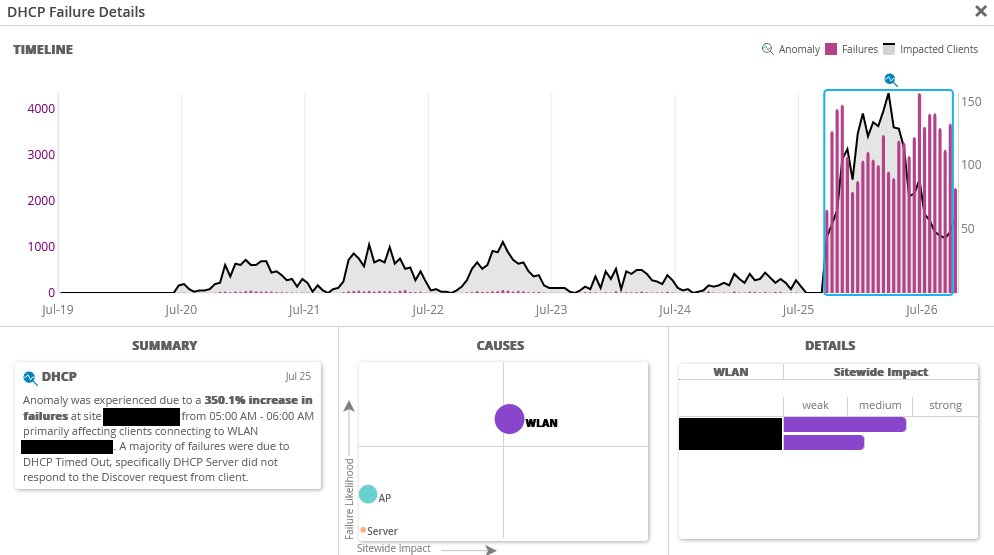 DHCP Failure Details
TIMELINE
Anomaly Failures Impacted Clients
4000
3000
2000
1000
0
150
100
50
Jul-19 Jul-20 Jul-21 Jul-22 Jul-23 Jul-24 Jul-25 Jul-26
SUMMARY
DHCP Jul 25
Anomaly was experienced due to a 350.1% increase in
failures at site from 05:00 AM - 06:00 AM
primarily affecting clients connecting to WLAN
. A majority of failures were due to
DHCP Timed Out, specifically DHCP Server did not
respond to the Discover request from client.
CAUSES
WLAN
AP
Server
Failure Likelihood
Sitewide Impact
DETAILS
WLAN Sitewide Impact
weak medium strong